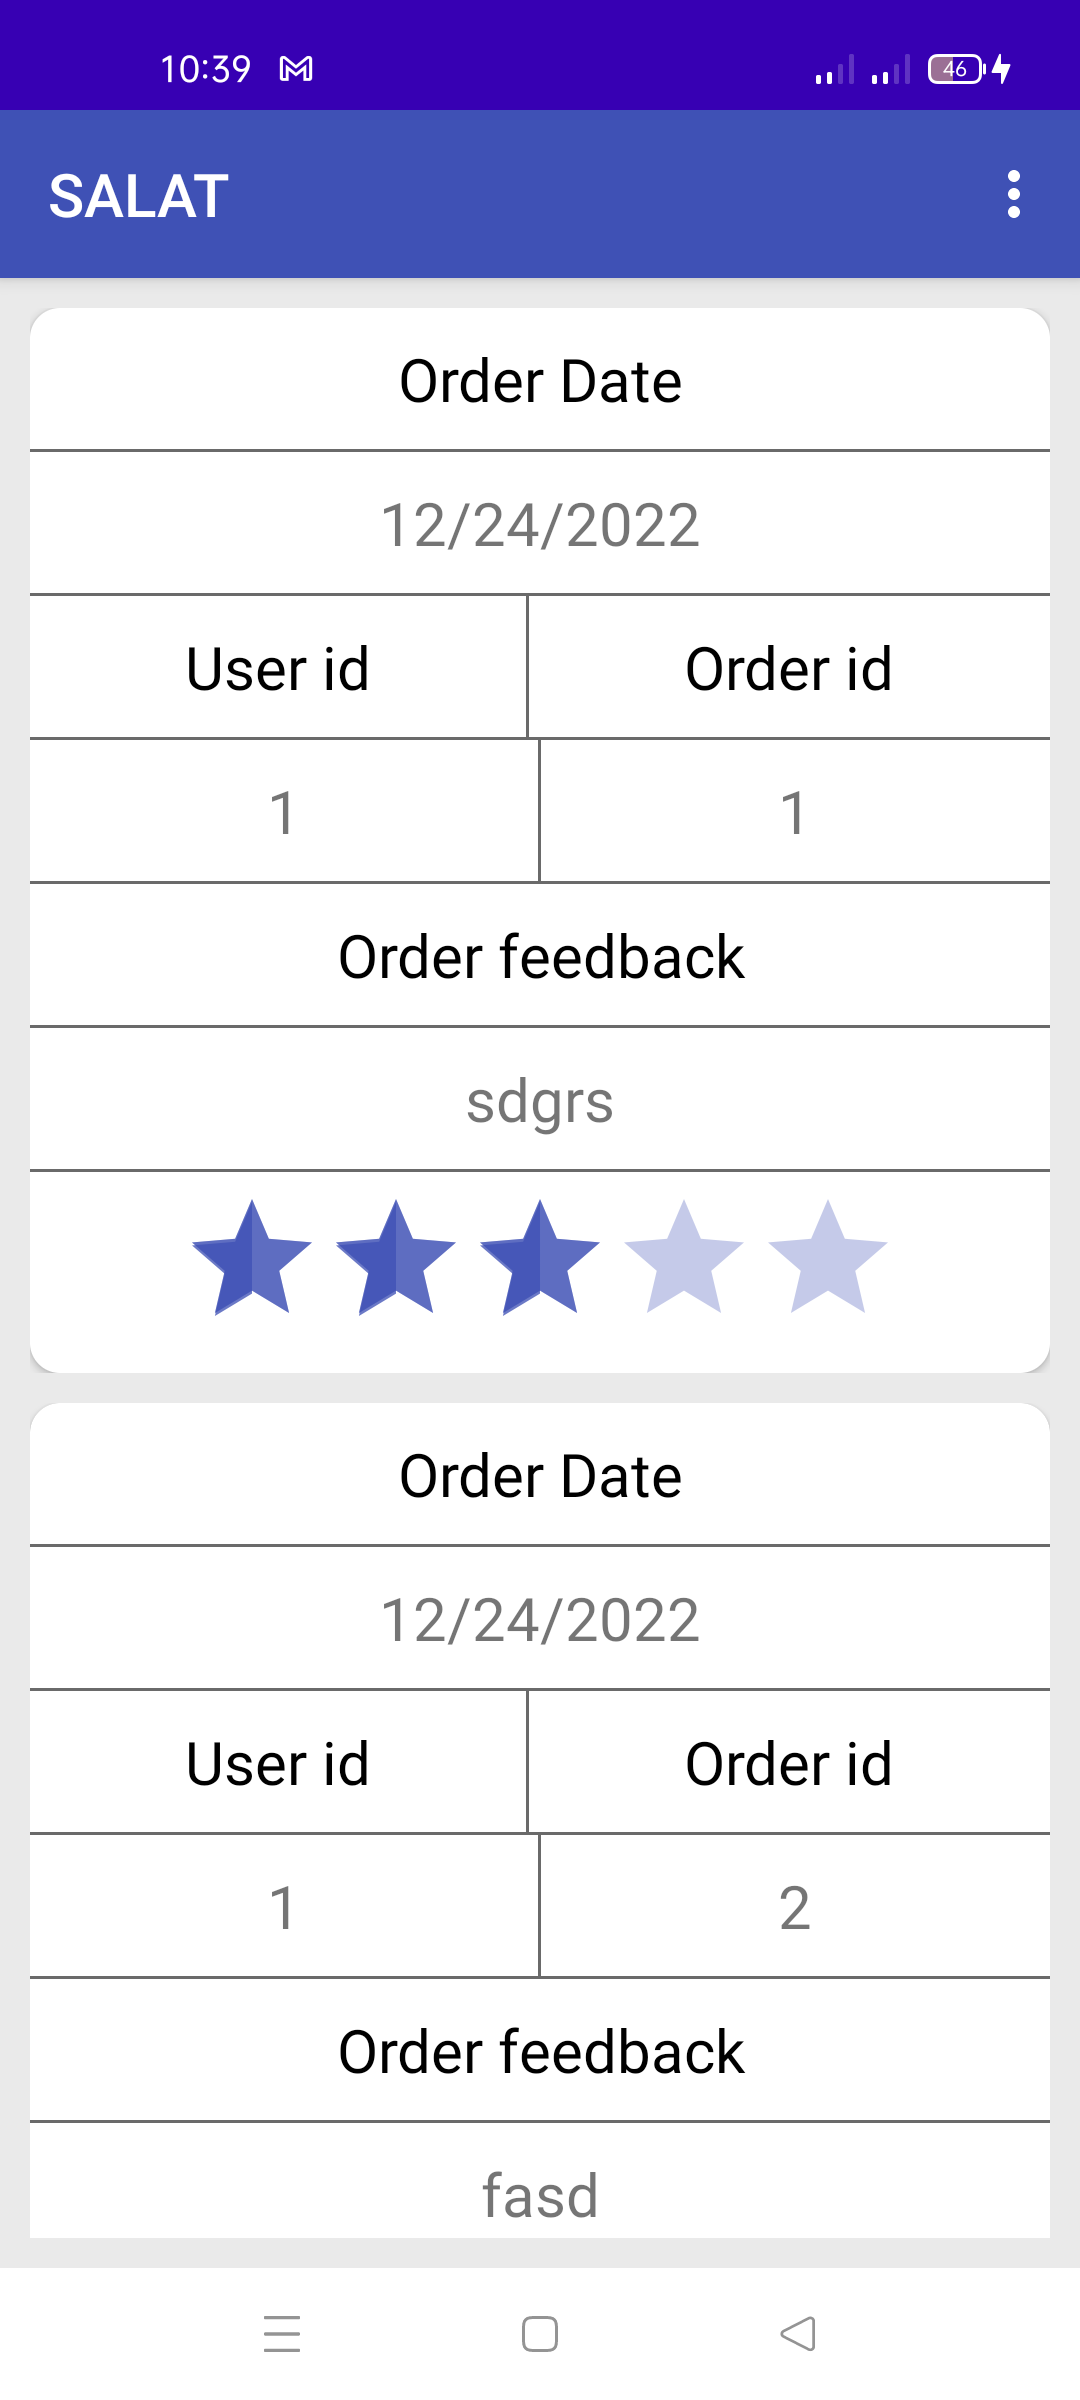 10:39
46
SALAT
Order Date
12/24/2022
User id Order id
1 1
Order feedback
sdgrs
Order Date
12/24/2022
User id Order id
1 2
Order feedback
fasd